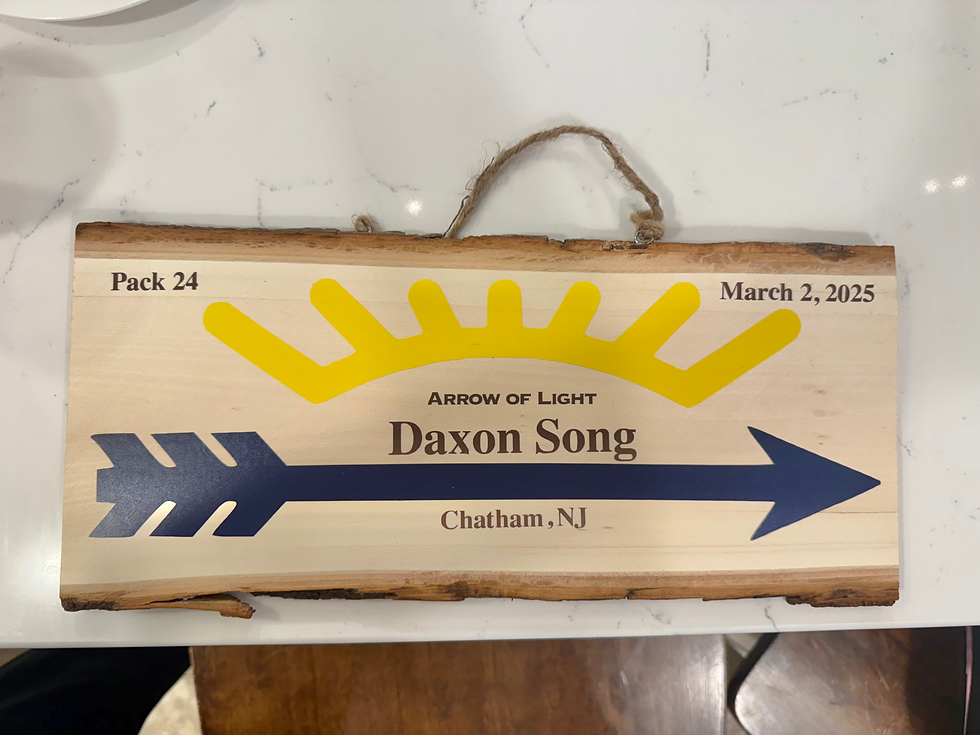 Pack 24
March 2, 2025
Arrow of Light
Daxon Song
Chatham, NJ